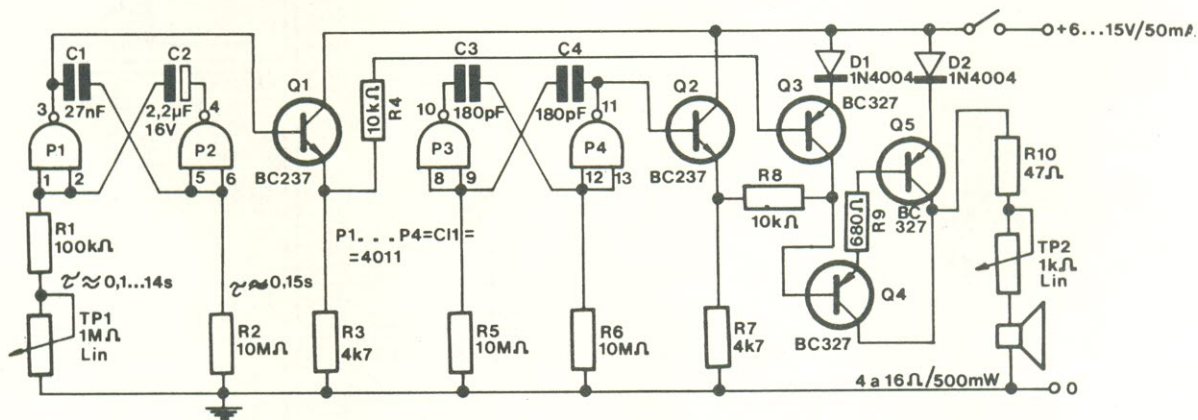 C1
27nF
C2
2,2µF
16V
3
4
P1
P2
1
2
5
6
R1
100kΩ
τ≈0,1...14s
TP1
1MΩ
Lin
τ≈0,15s
R2
10MΩ
Q1
BC237
R3
4k7
10kΩ
R4
P1...P4=CI1=
=4011
C3
180pF
C4
180pF
10
11
P3
P4
8
9
12
13
R5
10MΩ
R6
10MΩ
Q2
BC237
R7
4k7
R8
10kΩ
D1
1N4004
D2
1N4004
Q3
BC327
Q5
BC
327
680Ω
R9
Q4
BC327
R10
47Ω
TP2
1kΩ
Lin
4 a 16Ω/500mW
+6...15V/50mA
0